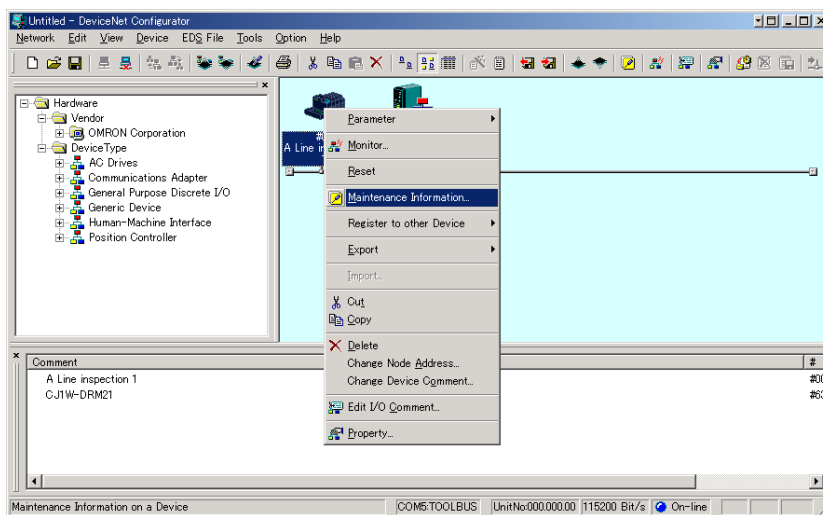 Untitled - DeviceNet Configurator
Network Edit View Device EDS File Tools Option Help
Hardware
Vendor
OMRON Corporation
DeviceType
AC Drives
Communications Adapter
General Purpose Discrete I/O
Generic Device
Human-Machine Interface
Position Controller
#
A Line i
Parameter
Monitor...
Reset
Maintenance Information...
Register to other Device
Export
Import...
Cut
Copy
Delete
Change Node Address...
Change Device Comment...
Edit I/O Comment...
Property...
Comment #
A Line inspection 1 #00
CJ1W-DRM21 #63
Maintenance Information on a Device COM5:TOOLBUS UnitNo:000.000.00 115200 Bit/s On-line